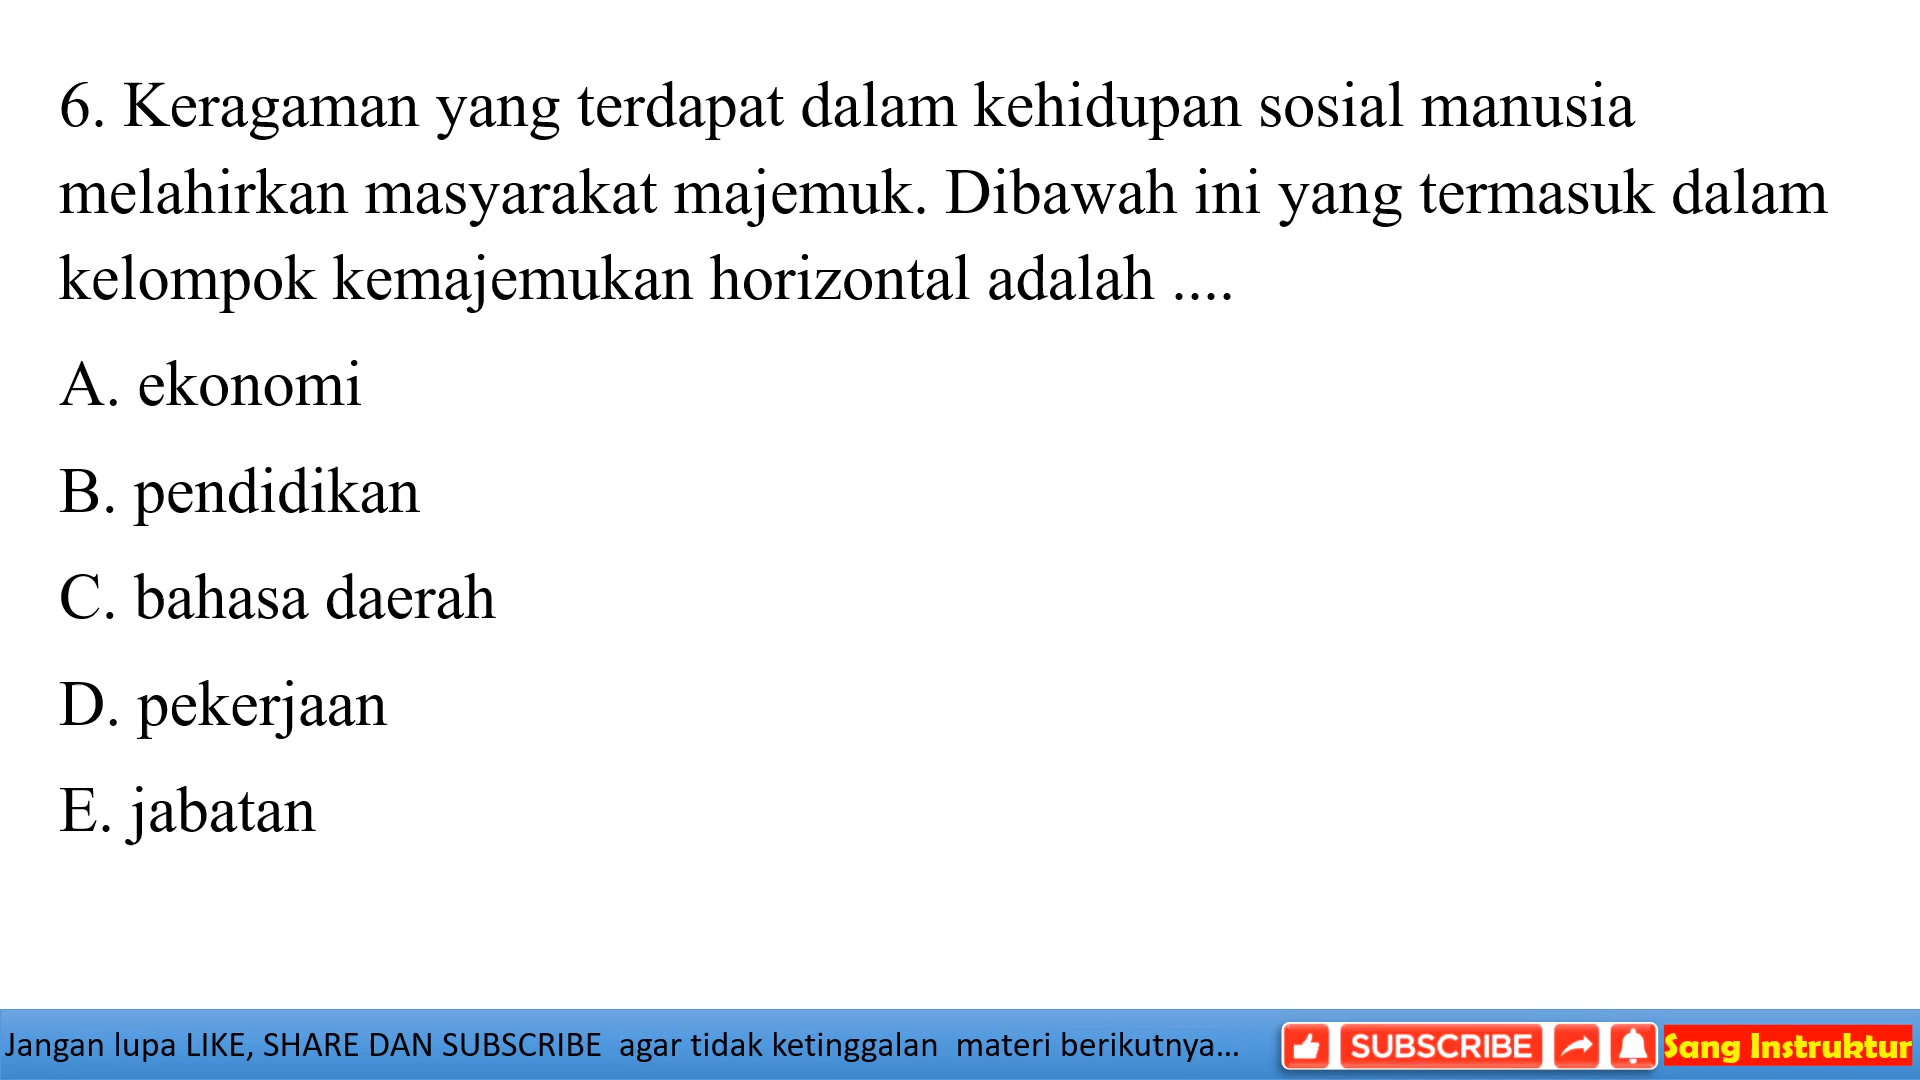 6. Keragaman yang terdapat dalam kehidupan sosial manusia
melahirkan masyarakat majemuk. Dibawah ini yang termasuk dalam
kelompok kemajemukan horizontal adalah ....
A. ekonomi
B. pendidikan
C. bahasa daerah
D. pekerjaan
E. jabatan
Jangan lupa LIKE, SHARE DAN SUBSCRIBE agar tidak ketinggalan materi berikutnya... SUBSCRIBE Sang Instruktur